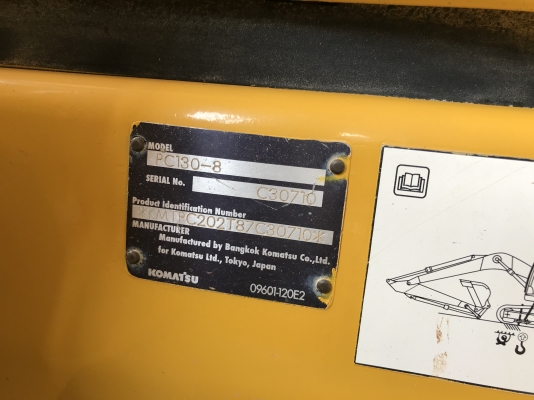 MODEL
PC130-8
SERIAL No.
C30710
Product Identification Number
MANUFACTURER
Manufactured by Bangkok Komatsu Co.,Ltd.
for Komatsu Ltd., Tokyo, Japan
KOMATSU
09601-120E2